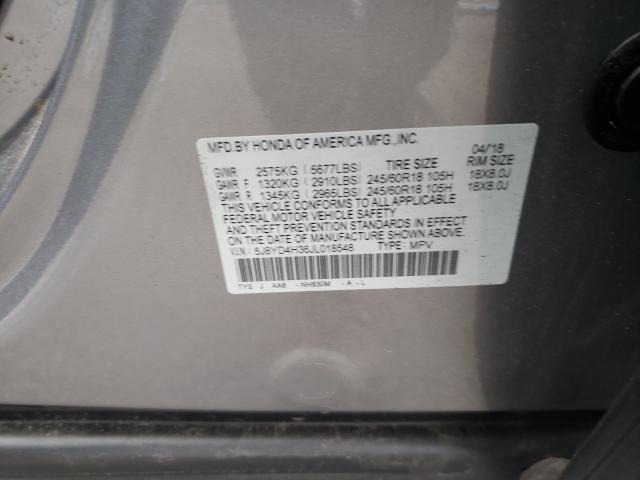 MFD.BY HONDA OF AMERICA MFG.,INC. 04/18
GVWR 2575KG (5677LBS) TIRE SIZE RIM SIZE
GAWR F 1320KG (2910LBS) 245/60R18 105H 18X8.0J
GAWR R 1345KG (2965LBS) 245/60R18 105H 18X8.0J
THIS VEHICLE CONFORMS TO ALL APPLICABLE
FEDERAL MOTOR VEHICLE SAFETY
AND THEFT PREVENTION STANDARDS IN EFFECT
ON THE DATE OF MANUFACTURE SHOWN ABOVE.
V.I.N.: 5J8YD4H36JL018548 TYPE: MPV
TYS J AA8 -NH830M -A -L